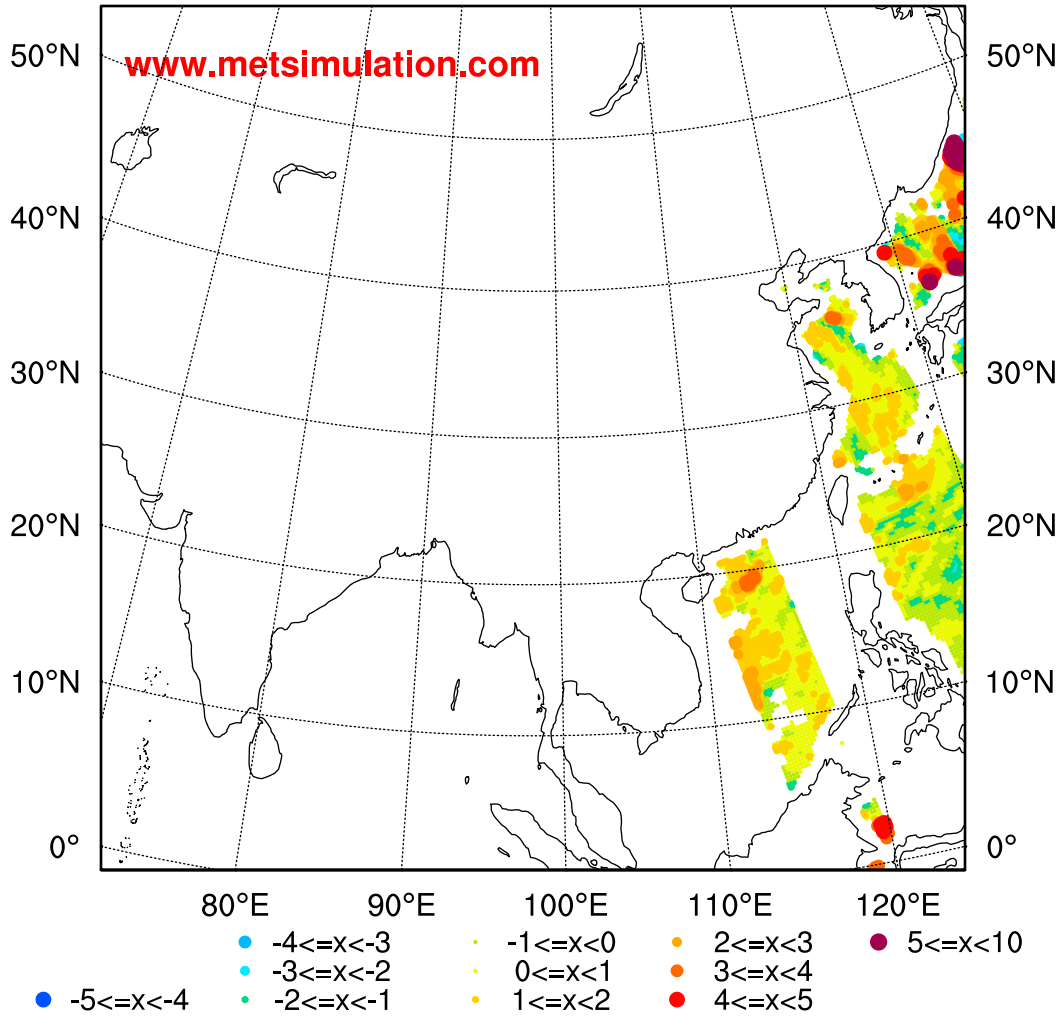 www.metsimulation.com
50°N 50°N
40°N 40°N
30°N 30°N
20°N 20°N
10°N 10°N
0° 0°
80°E 90°E 100°E 110°E 120°E
-4<=x<-3 -1<=x<0 2<=x<3 5<=x<10
-3<=x<-2 0<=x<1 3<=x<4
-5<=x<-4 -2<=x<-1 1<=x<2 4<=x<5